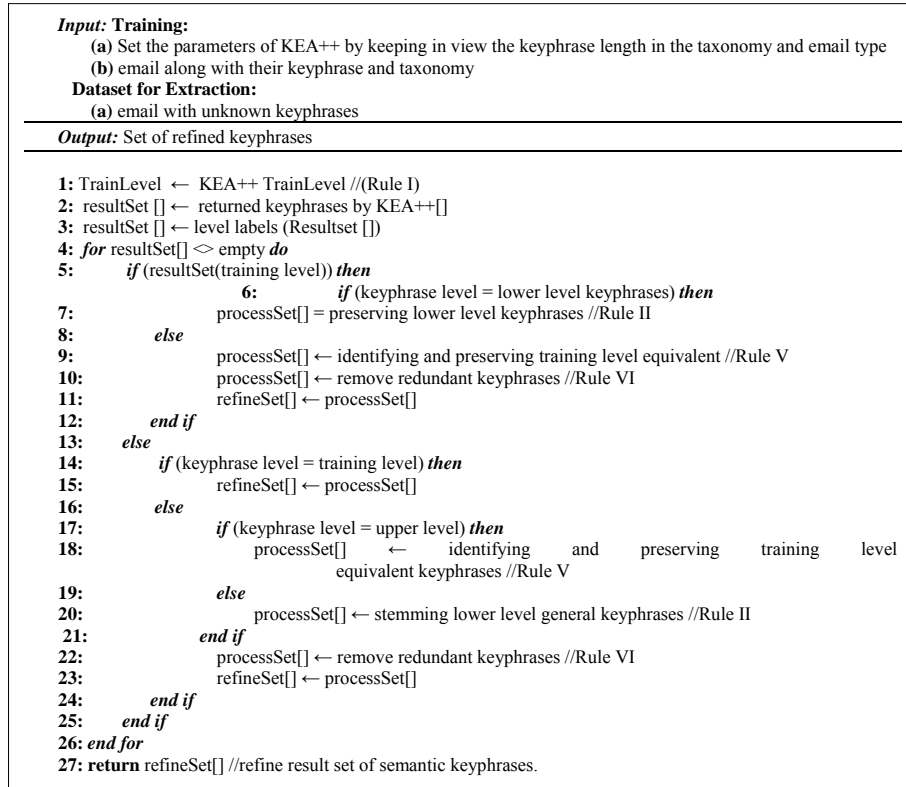 Input: Training:
(a) Set the parameters of KEA++ by keeping in view the keyphrase length in the taxonomy and email type
(b) email along with their keyphrase and taxonomy
Dataset for Extraction:
(a) email with unknown keyphrases
Output: Set of refined keyphrases
1: TrainLevel ← KEA++ TrainLevel //(Rule I)
2: resultSet [] ← returned keyphrases by KEA++[]
3: resultSet [] ← level labels (Resultset [])
4: for resultSet[] <> empty do
5: if (resultSet(training level)) then
6: if (keyphrase level = lower level keyphrases) then
7: processSet[] = preserving lower level keyphrases //Rule II
8: else
9: processSet[] ← identifying and preserving training level equivalent //Rule V
10: processSet[] ← remove redundant keyphrases //Rule VI
11: refineSet[] ← processSet[]
12: end if
13: else
14: if (keyphrase level = training level) then
15: refineSet[] ← processSet[]
16: else
17: if (keyphrase level = upper level) then
18: processSet[] ← identifying and preserving training level
equivalent keyphrases //Rule V
19: else
20: processSet[] ← stemming lower level general keyphrases //Rule II
21: end if
22: processSet[] ← remove redundant keyphrases //Rule VI
23: refineSet[] ← processSet[]
24: end if
25: end if
26: end for
27: return refineSet[] //refine result set of semantic keyphrases.